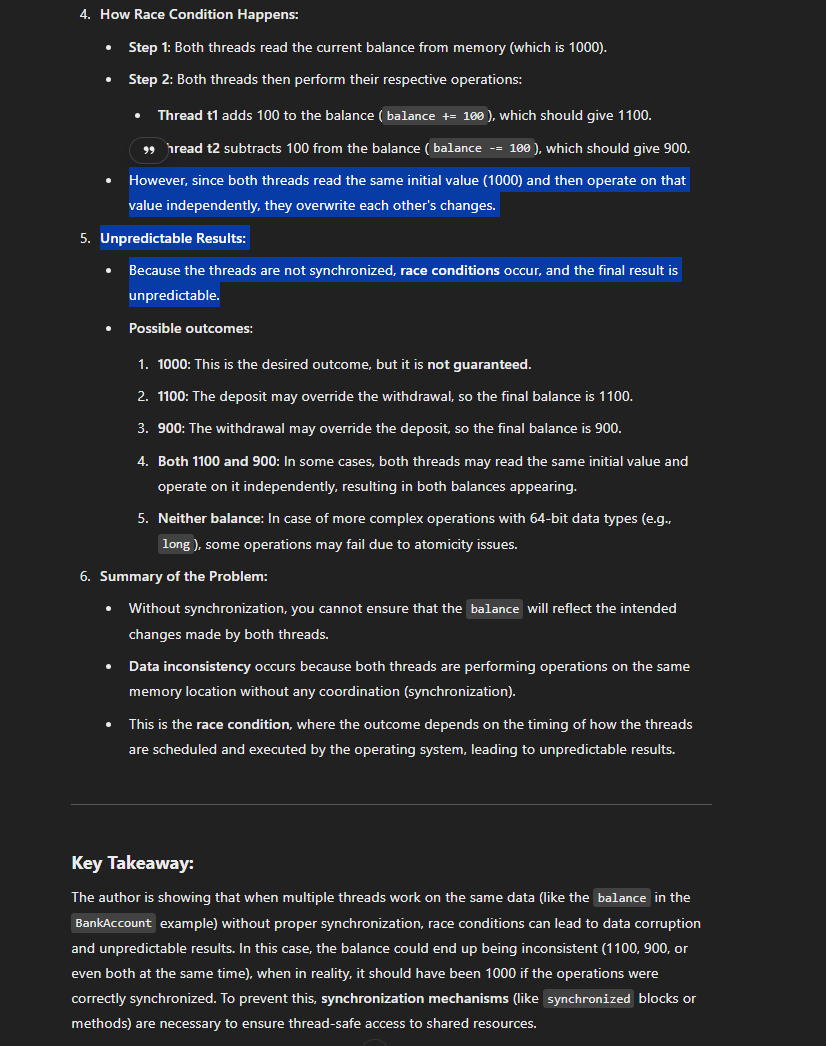 4. How Race Condition Happens:
• Step 1: Both threads read the current balance from memory (which is 1000).
• Step 2: Both threads then perform their respective operations:
• Thread t1 adds 100 to the balance ( balance += 100 ), which should give 1100.
hread t2 subtracts 100 from the balance ( balance -= 100 ), which should give 900.
• However, since both threads read the same initial value (1000) and then operate on that
value independently, they overwrite each other's changes.
5. Unpredictable Results:
• Because the threads are not synchronized, race conditions occur, and the final result is
unpredictable.
• Possible outcomes:
1. 1000: This is the desired outcome, but it is not guaranteed.
2. 1100: The deposit may override the withdrawal, so the final balance is 1100.
3. 900: The withdrawal may override the deposit, so the final balance is 900.
4. Both 1100 and 900: In some cases, both threads may read the same initial value and
operate on it independently, resulting in both balances appearing.
5. Neither balance: In case of more complex operations with 64-bit data types (e.g.,
long ), some operations may fail due to atomicity issues.
6. Summary of the Problem:
• Without synchronization, you cannot ensure that the balance will reflect the intended
changes made by both threads.
• Data inconsistency occurs because both threads are performing operations on the same
memory location without any coordination (synchronization).
• This is the race condition, where the outcome depends on the timing of how the threads
are scheduled and executed by the operating system, leading to unpredictable results.
Key Takeaway:
The author is showing that when multiple threads work on the same data (like the balance in the
BankAccount example) without proper synchronization, race conditions can lead to data corruption
and unpredictable results. In this case, the balance could end up being inconsistent (1100, 900, or
even both at the same time), when in reality, it should have been 1000 if the operations were
correctly synchronized. To prevent this, synchronization mechanisms (like synchronized blocks or
methods) are necessary to ensure thread-safe access to shared resources.